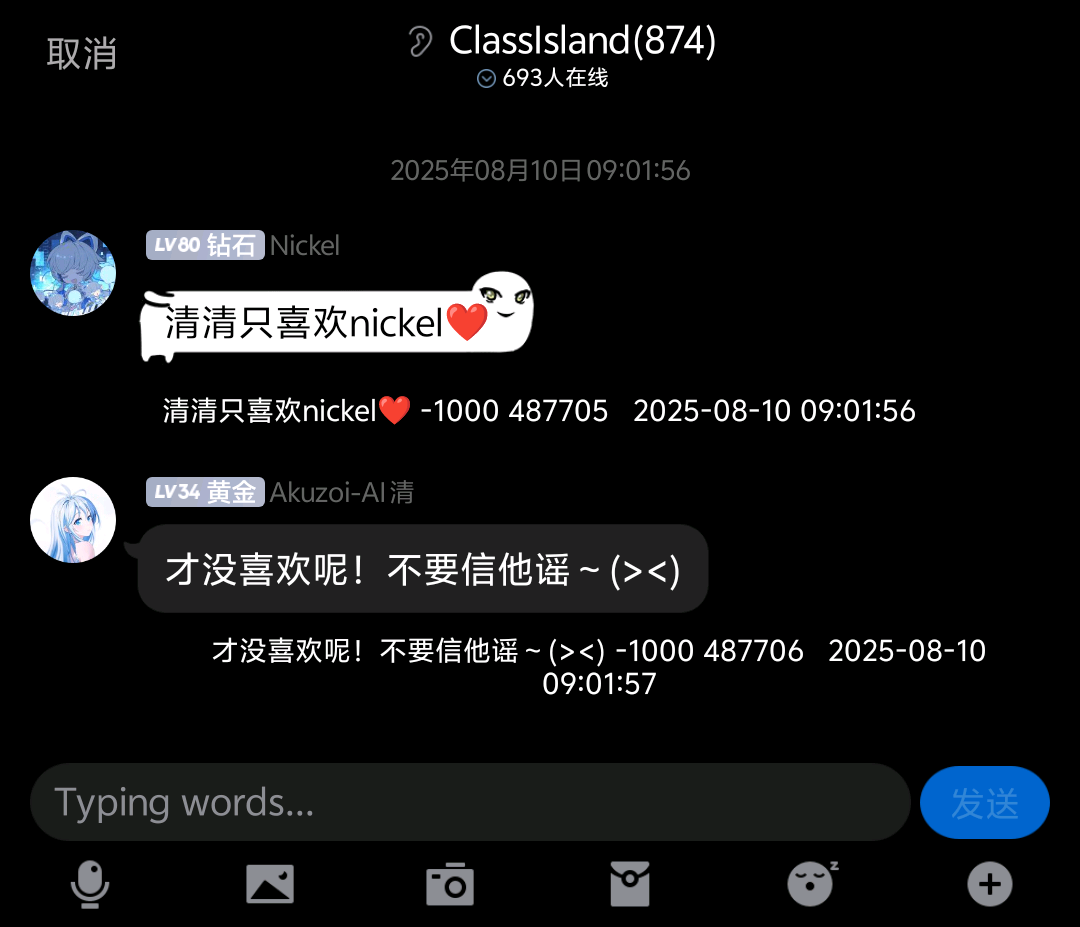 取消
ClassIsland(874)
693人在线
2025年08月10日 09:01:56
LV80 钻石 Nickel
清清只喜欢nickel❤️
清清只喜欢nickel❤️ -1000 487705 2025-08-10 09:01:56
LV34 黄金 Akuzoi-AI清
才没喜欢呢！不要信他谣～(><)
才没喜欢呢！不要信他谣～(><) -1000 487706 2025-08-10
09:01:57
Typing words...
发送
z